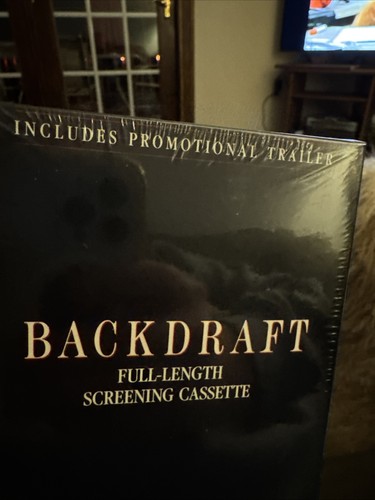 INCLUDES PROMOTIONAL TRAILER
BACKDRAFT
FULL-LENGTH
SCREENING CASSETTE